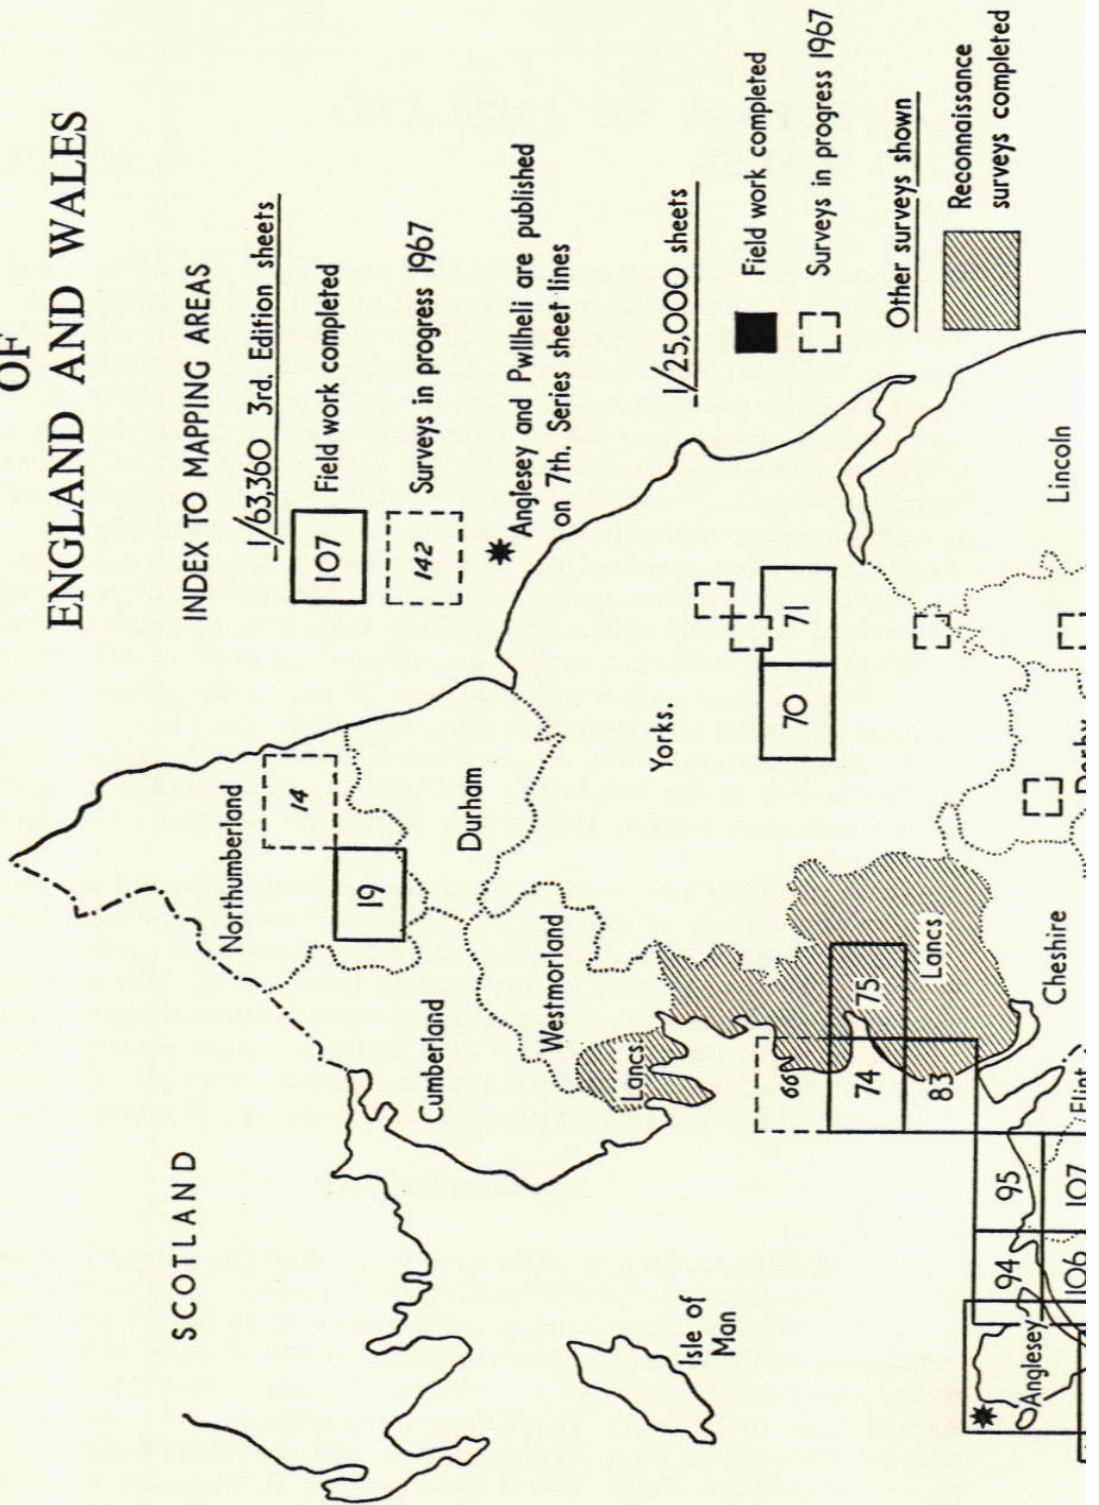 OF
ENGLAND AND WALES
INDEX TO MAPPING AREAS
1/63,360 3rd. Edition sheets
107 Field work completed
142 Surveys in progress 1967
Anglesey and Pwllheli are published
on 7th. Series sheet lines
1/25,000 sheets
Field work completed
Surveys in progress 1967
Other surveys shown
Reconnaissance
surveys completed
SCOTLAND
Northumberland
14
19
Durham
Cumberland
Westmorland
Lancs
Yorks.
70
71
Isle of
Man
66
74
75
83
Lancs
Lincoln
Cheshire
Derby
Flint
94
95
Anglesey
106
107